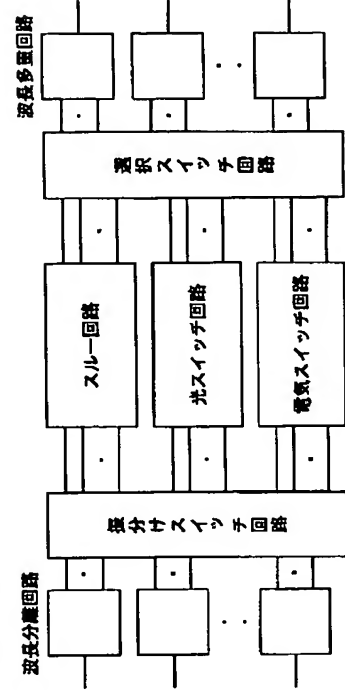 波長多重回路
選択スイッチ回路
スルー回路
光スイッチ回路
電気スイッチ回路
振分けスイッチ回路
波長分離回路